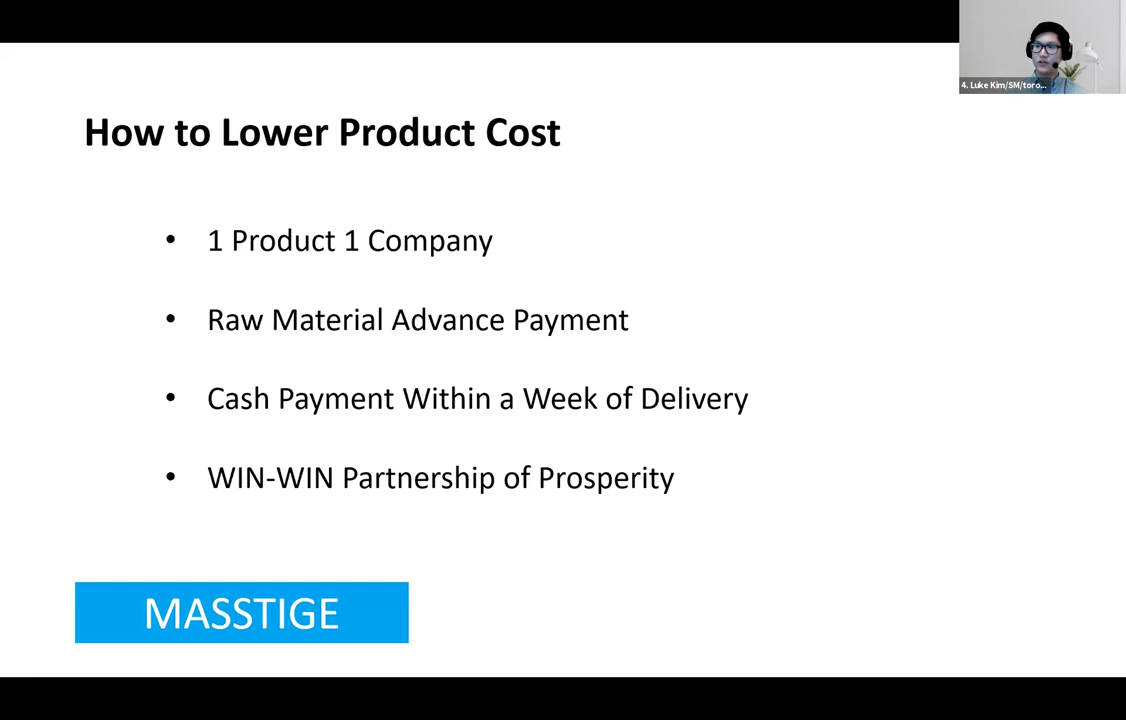 4. Luke Kim/SM/toro...
How to Lower Product Cost
• 1 Product 1 Company
• Raw Material Advance Payment
• Cash Payment Within a Week of Delivery
• WIN-WIN Partnership of Prosperity
MASSTIGE